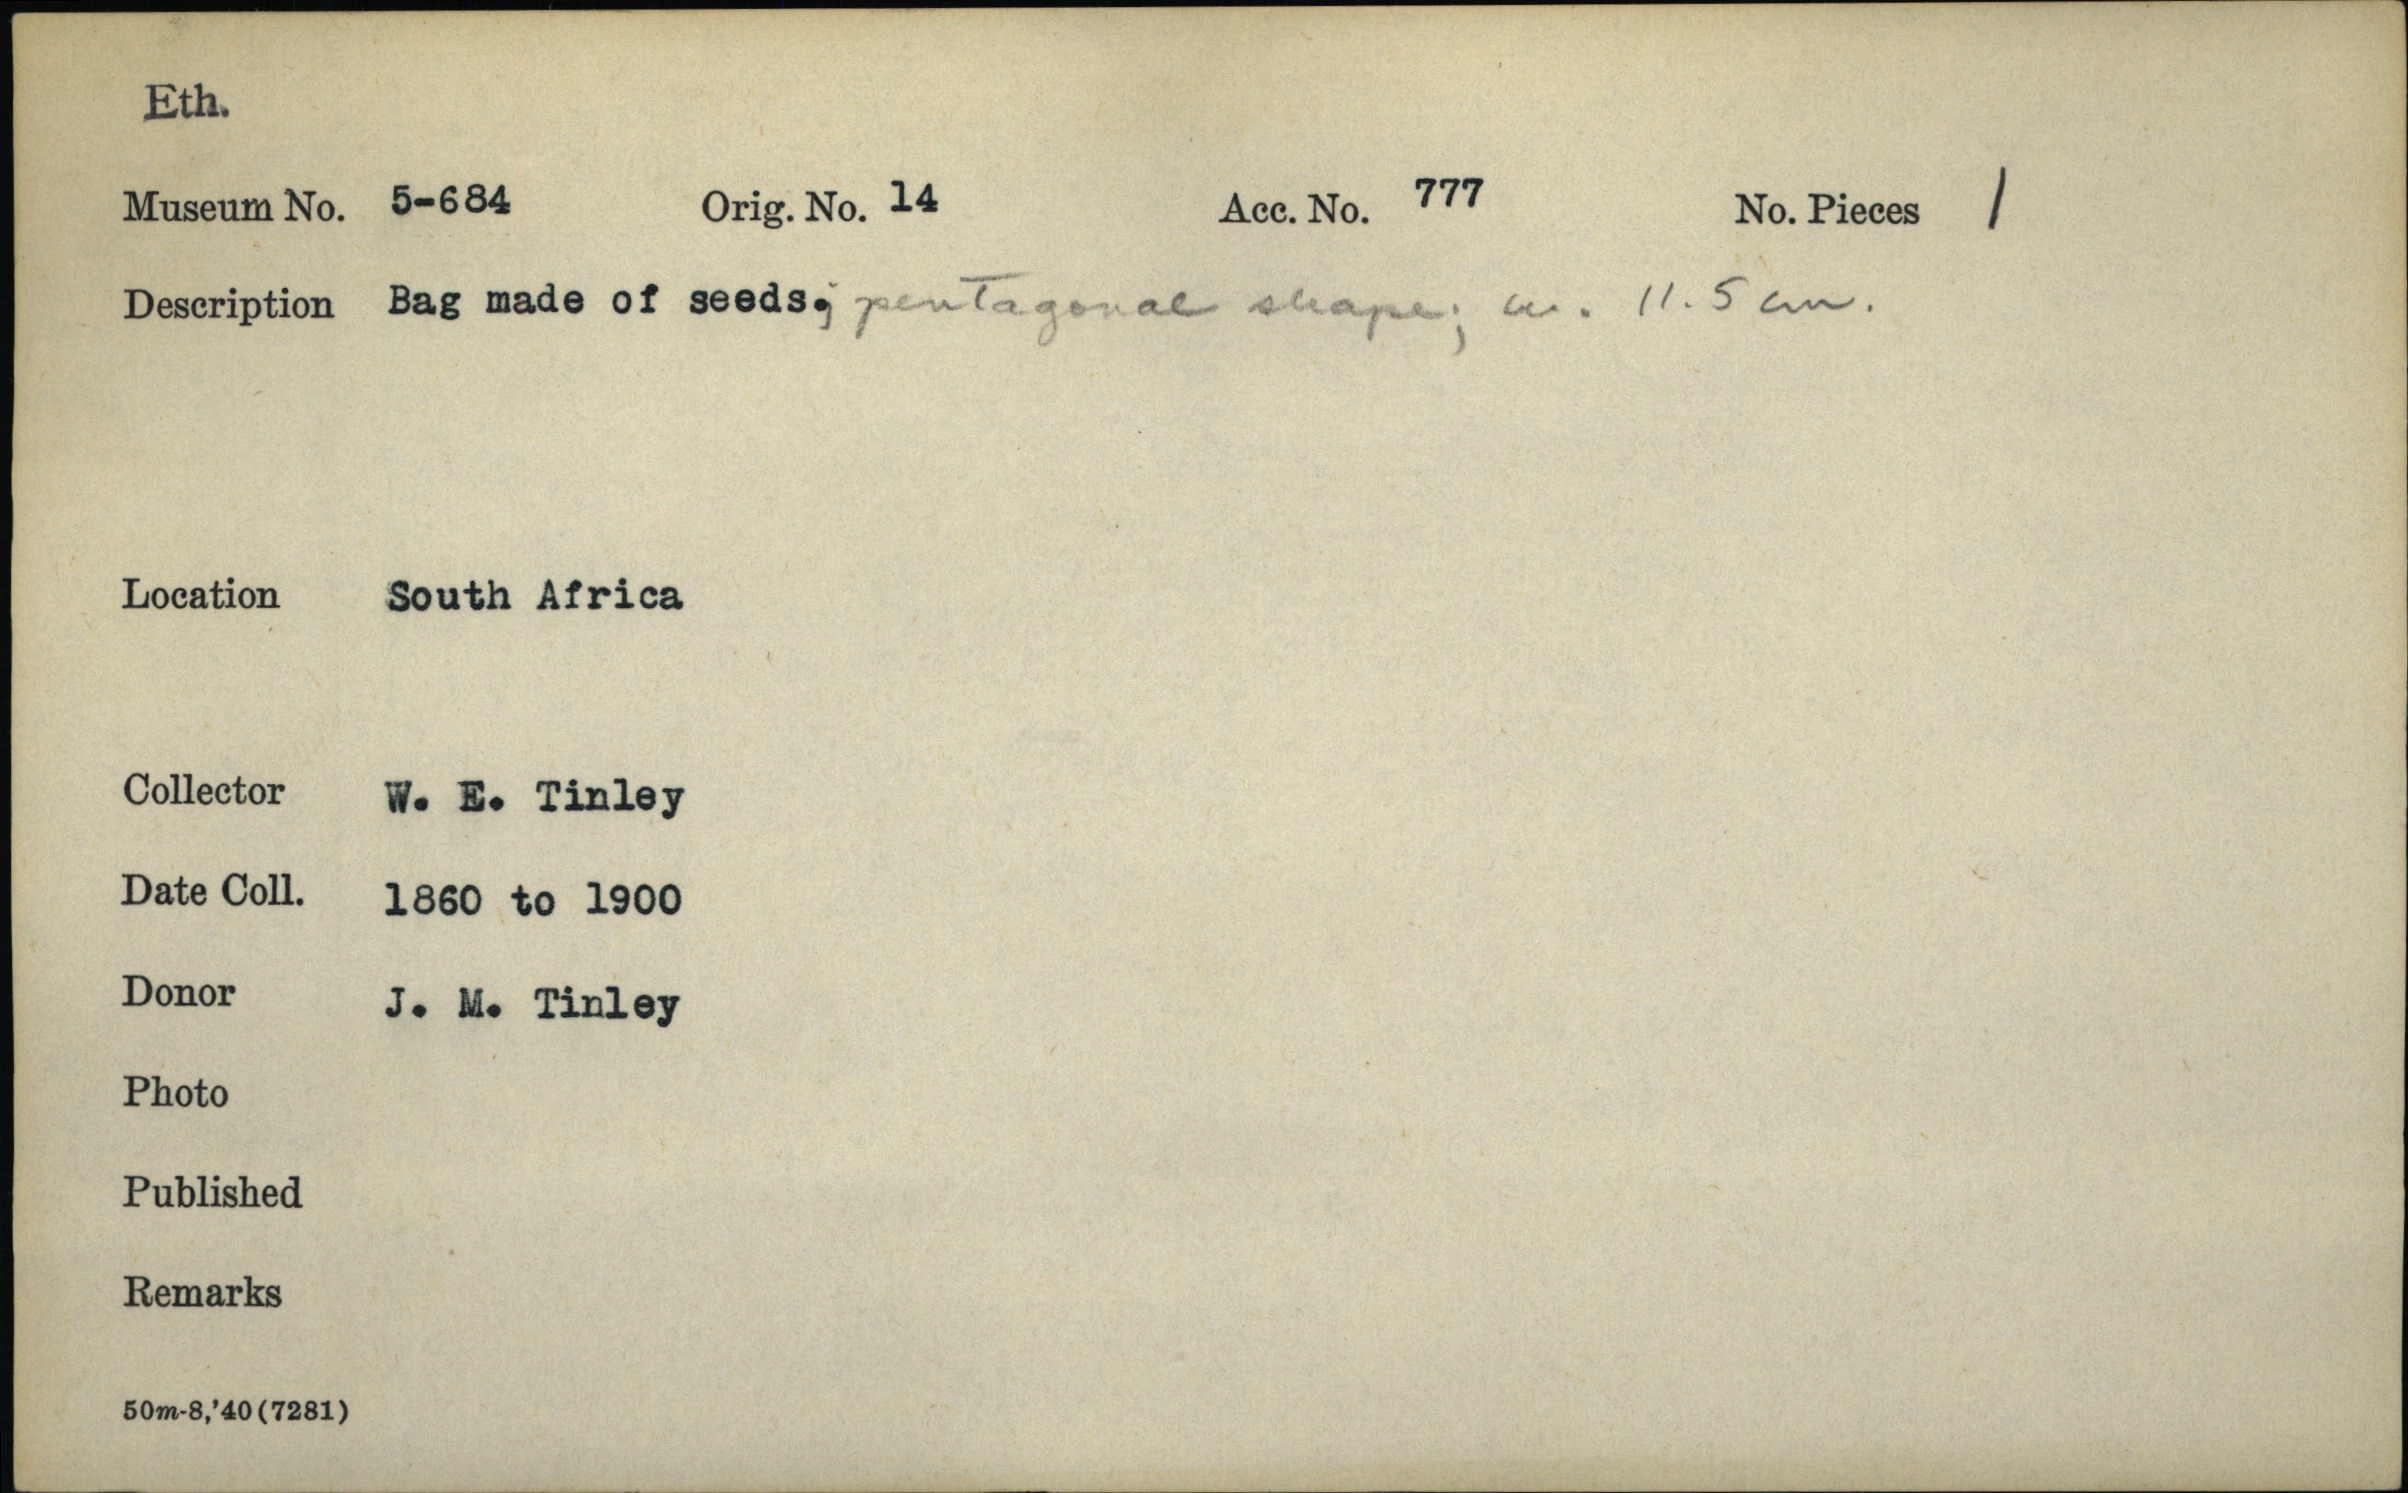 Eth.
Museum No. 5-684 Orig. No. 14 Acc. No. 777 No. Pieces 1
Description Bag made of seeds; pentagonal shape; w. 11.5 cm.
Location South Africa
Collector W. E. Tinley
Date Coll. 1860 to 1900
Donor J. M. Tinley
Photo
Published
Remarks
50m-8,'40(7281)